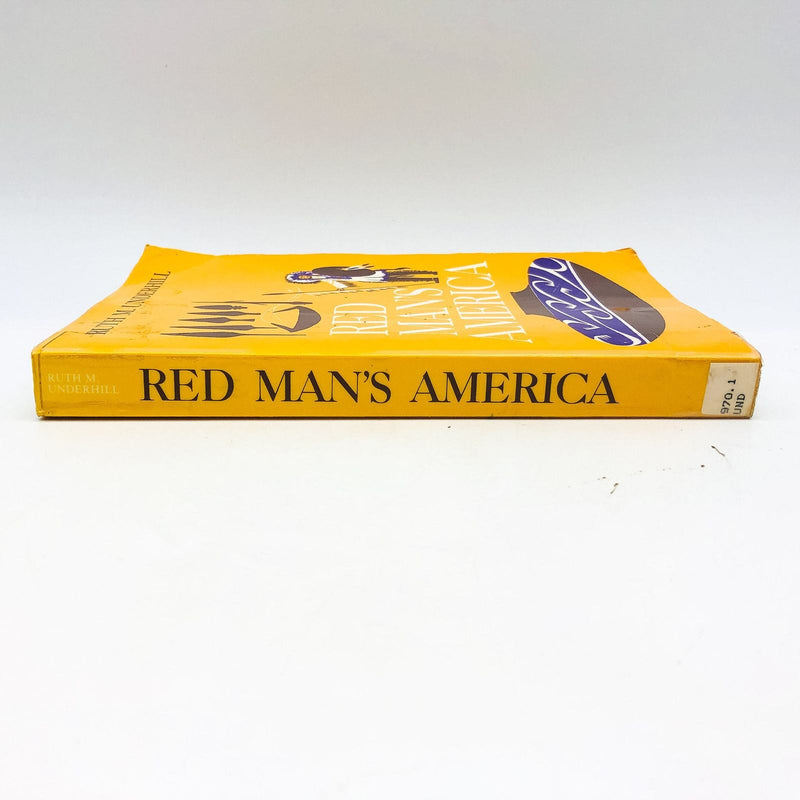 RUTH M. UNDERHILL
RED
MAN'S
AMERICA
RUTH M.
UNDERHILL
RED MAN'S AMERICA
970.1
UND